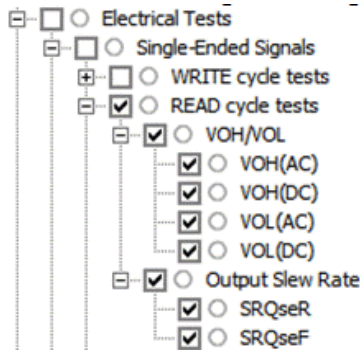 Electrical Tests
Single-Ended Signals
WRITE cycle tests
READ cycle tests
VOH/VOL
VOH(AC)
VOH(DC)
VOL(AC)
VOL(DC)
Output Slew Rate
SRQseR
SRQseF